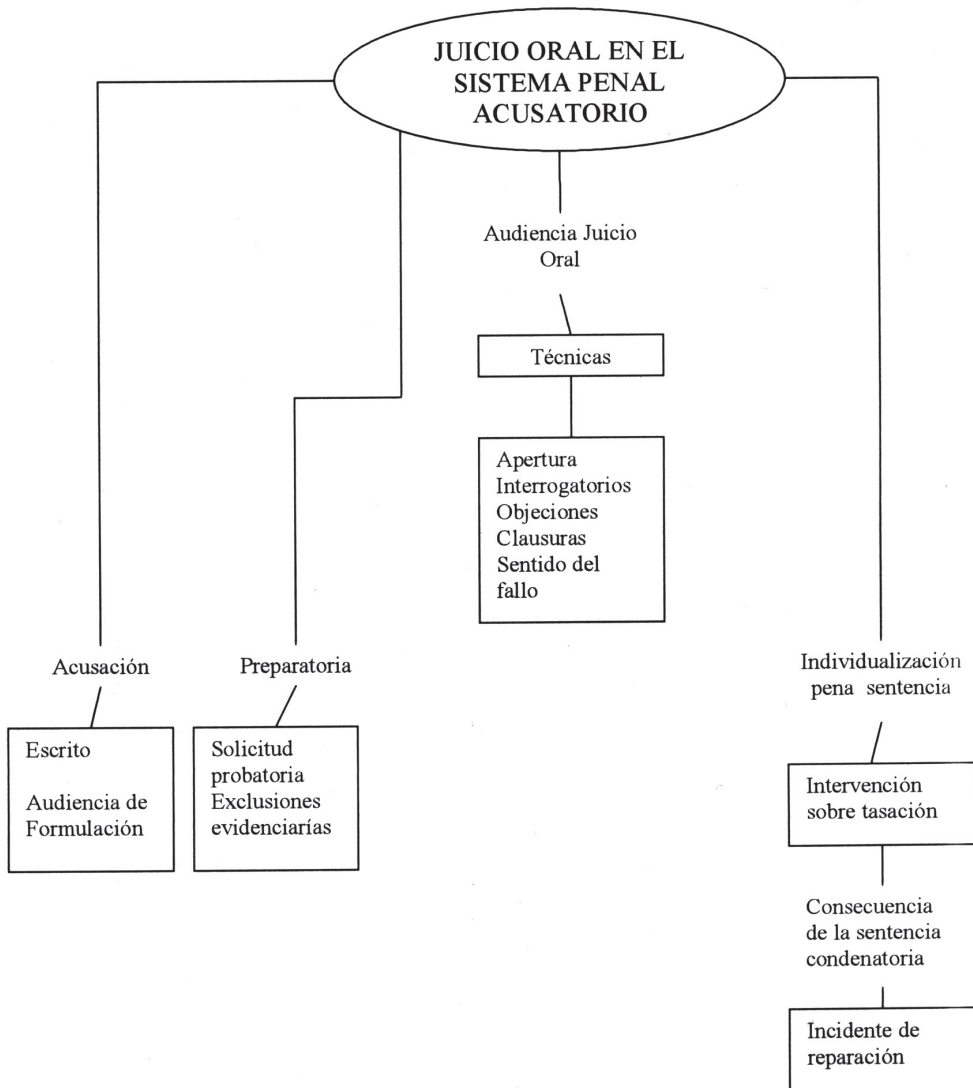 JUICIO ORAL EN EL
SISTEMA PENAL
ACUSATORIO
Audiencia Juicio
Oral
Técnicas
Apertura
Interrogatorios
Objeciones
Clausuras
Sentido del
fallo
Acusación
Escrito
Audiencia de
Formulación
Preparatoria
Solicitud
probatoria
Exclusiones
evidenciarías
Individualización
pena sentencia
Intervención
sobre tasación
Consecuencia
de la sentencia
condenatoria
Incidente de
reparación